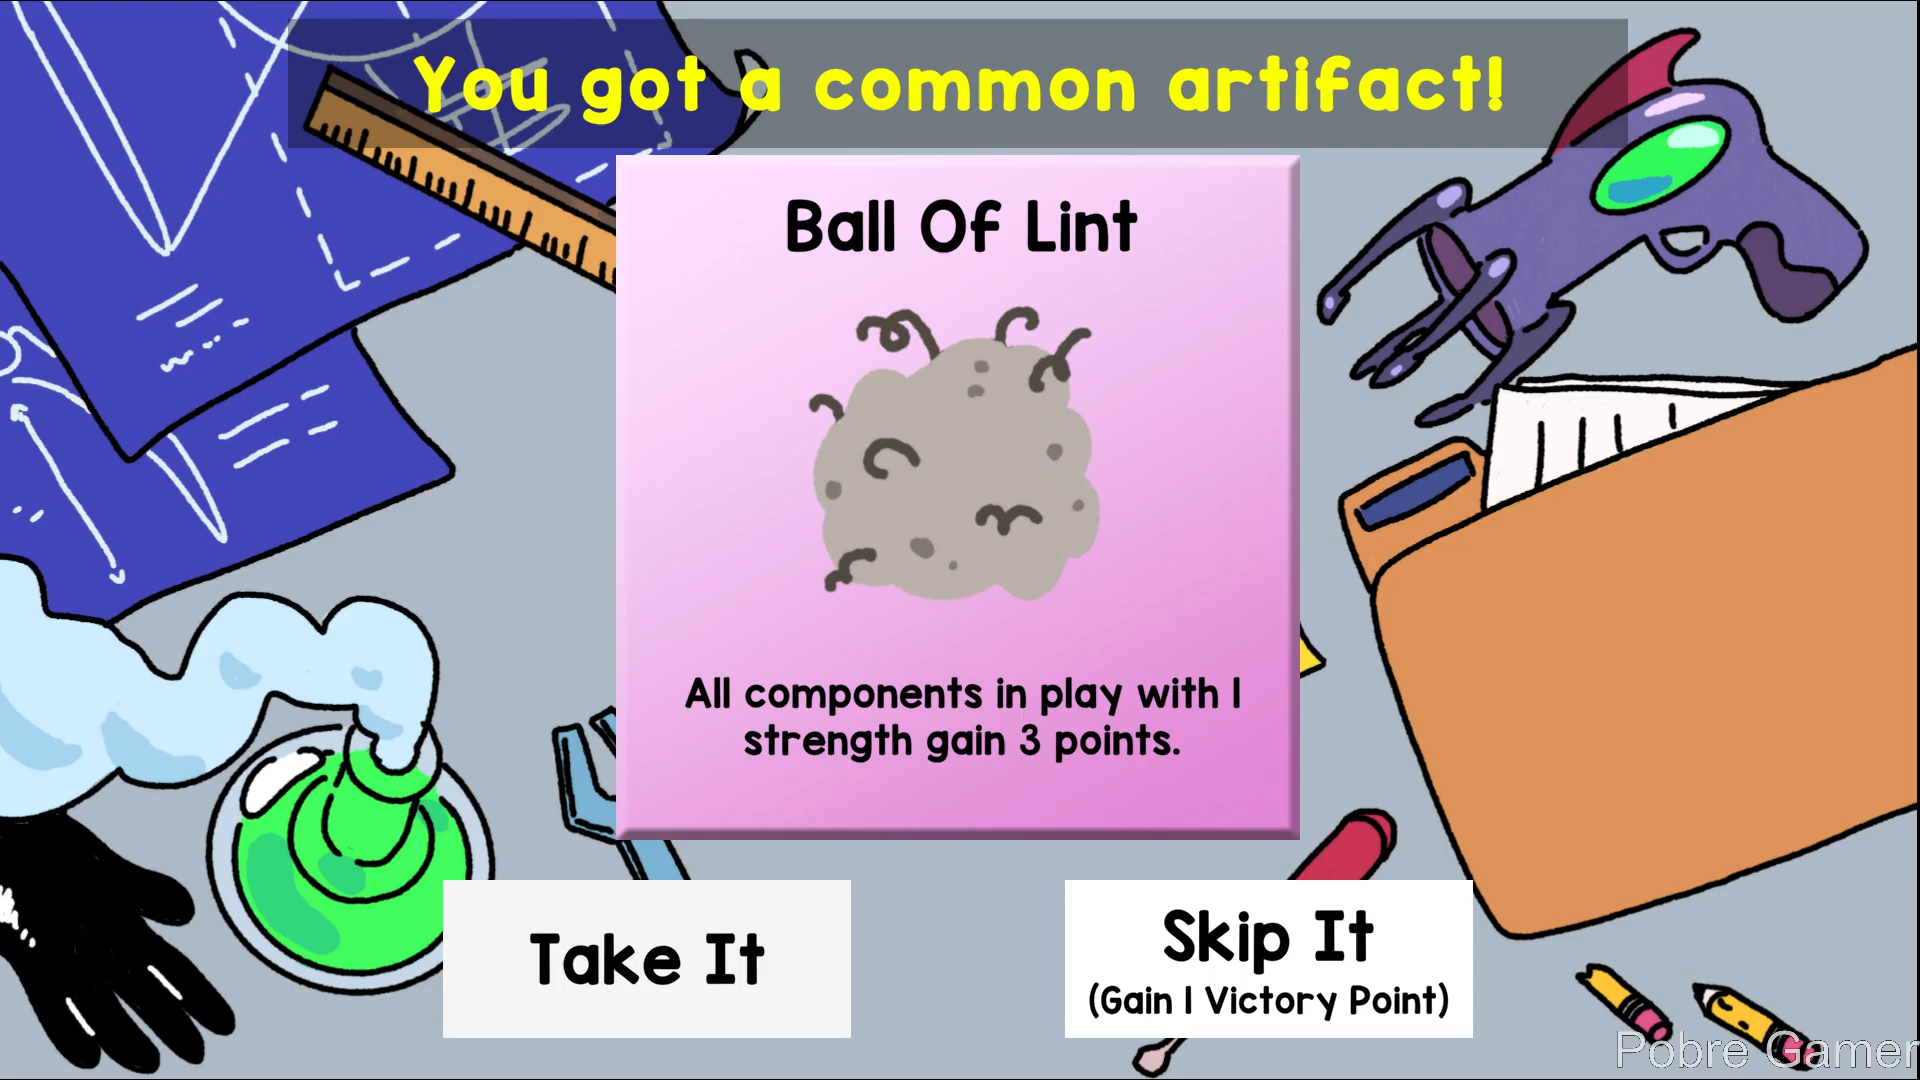 You got a common artifact!
Ball Of Lint
All components in play with 1
strength gain 3 points.
Take It
Skip It
(Gain 1 Victory Point)
Pobre Gamer